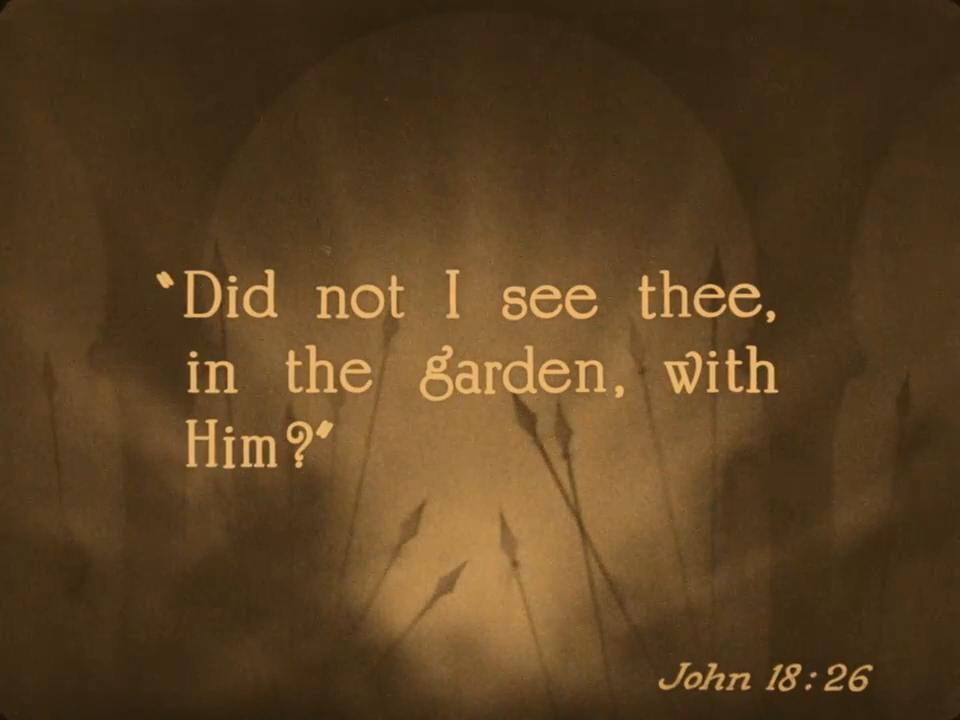 "Did not I see thee,
in the garden, with
Him?"
John 18:26